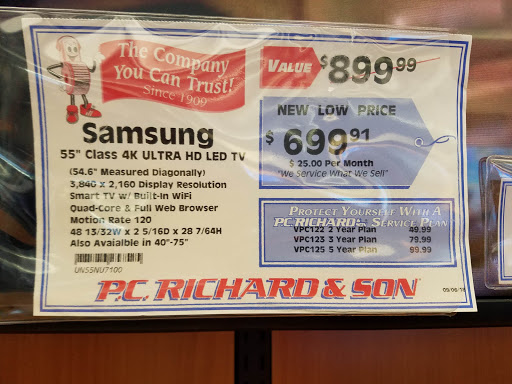 The Company
You Can Trust!
Since 1909
VALUE $899.99
Samsung
55" Class 4K ULTRA HD LED TV
(54.6" Measured Diagonally)
3,840 x 2,160 Display Resolution
Smart TV w/ Built-in WiFi
Quad-Core & Full Web Browser
Motion Rate 120
48 13/32W x 2 5/16D x 28 7/64H
Also Avaialble in 40"-75"
UN55NU7100
NEW LOW PRICE
$699.91
$ 25.00 Per Month
"We Service What We Sell"
PROTECT YOURSELF WITH A
P.C. RICHARD SERVICE PLAN
VPC122 2 Year Plan 49.99
VPC123 3 Year Plan 79.99
VPC125 5 Year Plan 99.99
P.C. RICHARD & SON